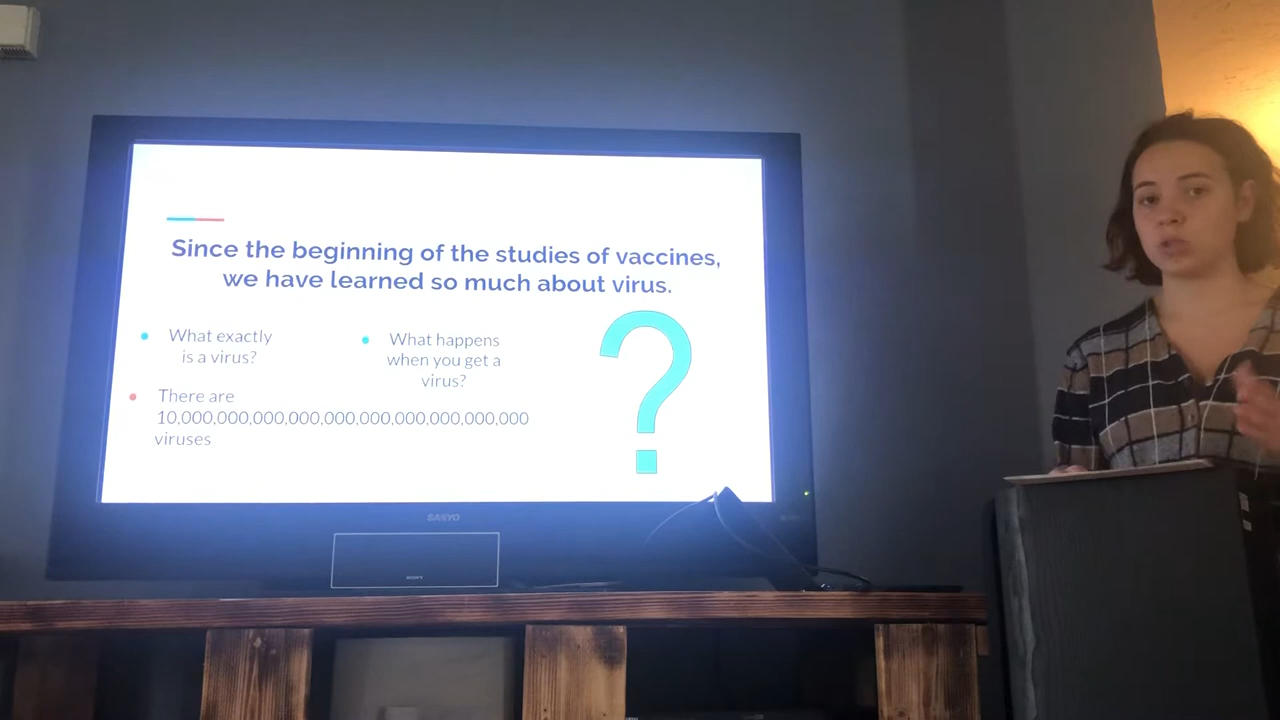 Since the beginning of the studies of vaccines,
we have learned so much about virus.
What exactly
is a virus?
What happens
when you get a
virus?
There are
10,000,000,000,000,000,000,000,000,000,000
viruses
SANYO
SONY